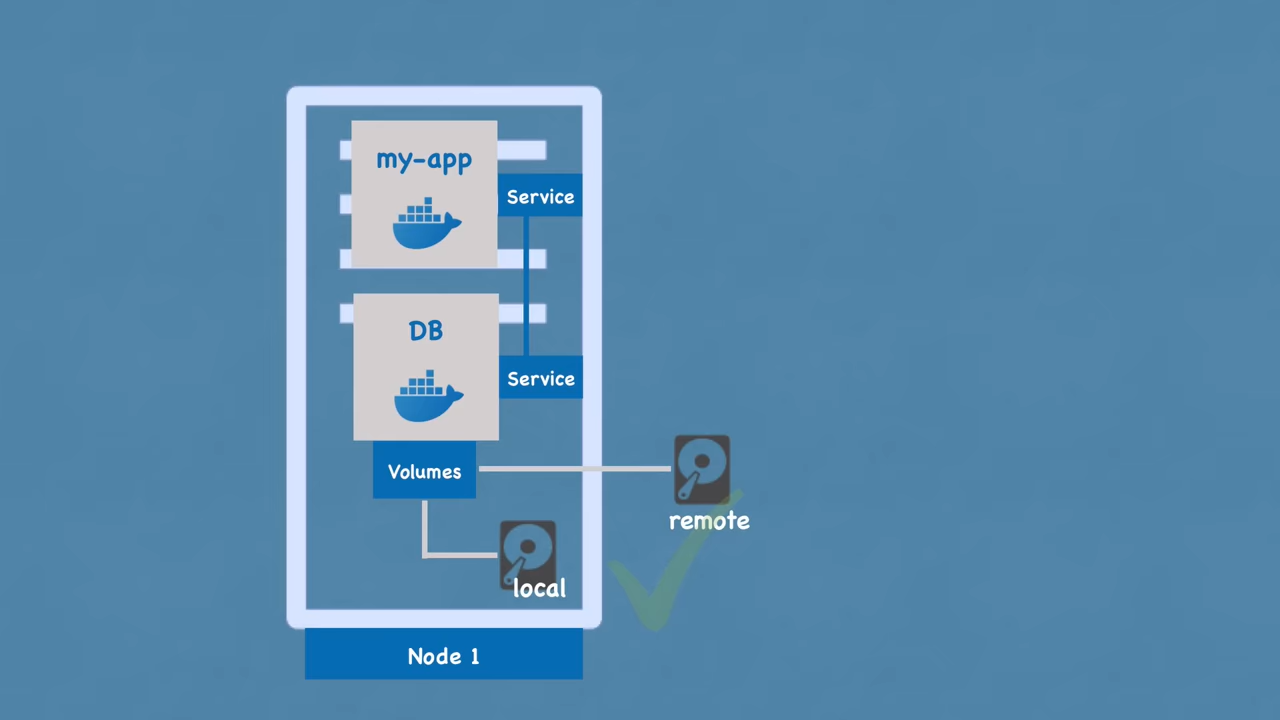 my-app
Service
DB
Service
Volumes
remote
local
Node 1